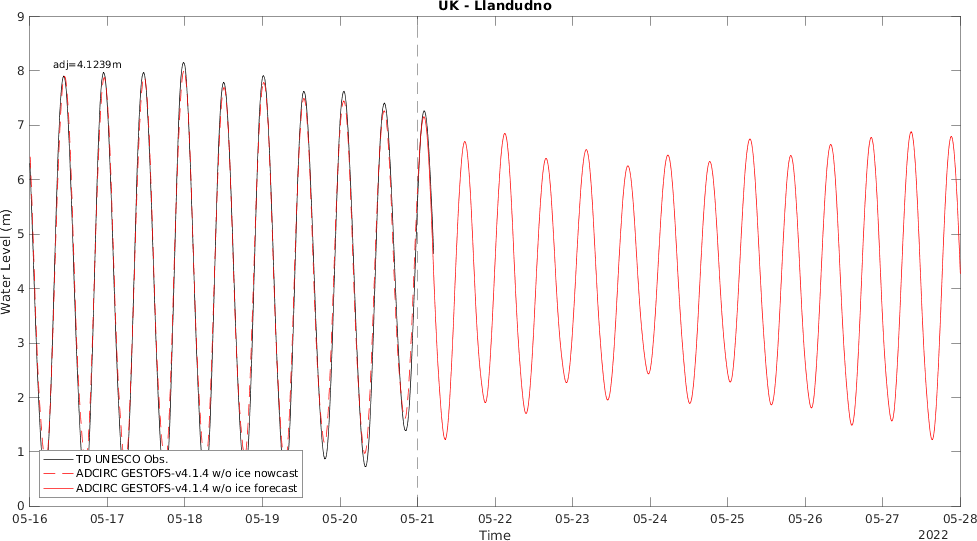 UK - Llandudno
9
8
7
6
5
4
3
2
1
0
Water Level (m)
adj=4.1239m
TD UNESCO Obs.
ADCIRC GESTOFS-v4.1.4 w/o ice nowcast
ADCIRC GESTOFS-v4.1.4 w/o ice forecast
05-16 05-17 05-18 05-19 05-20 05-21 05-22 05-23 05-24 05-25 05-26 05-27 05-28
Time
2022